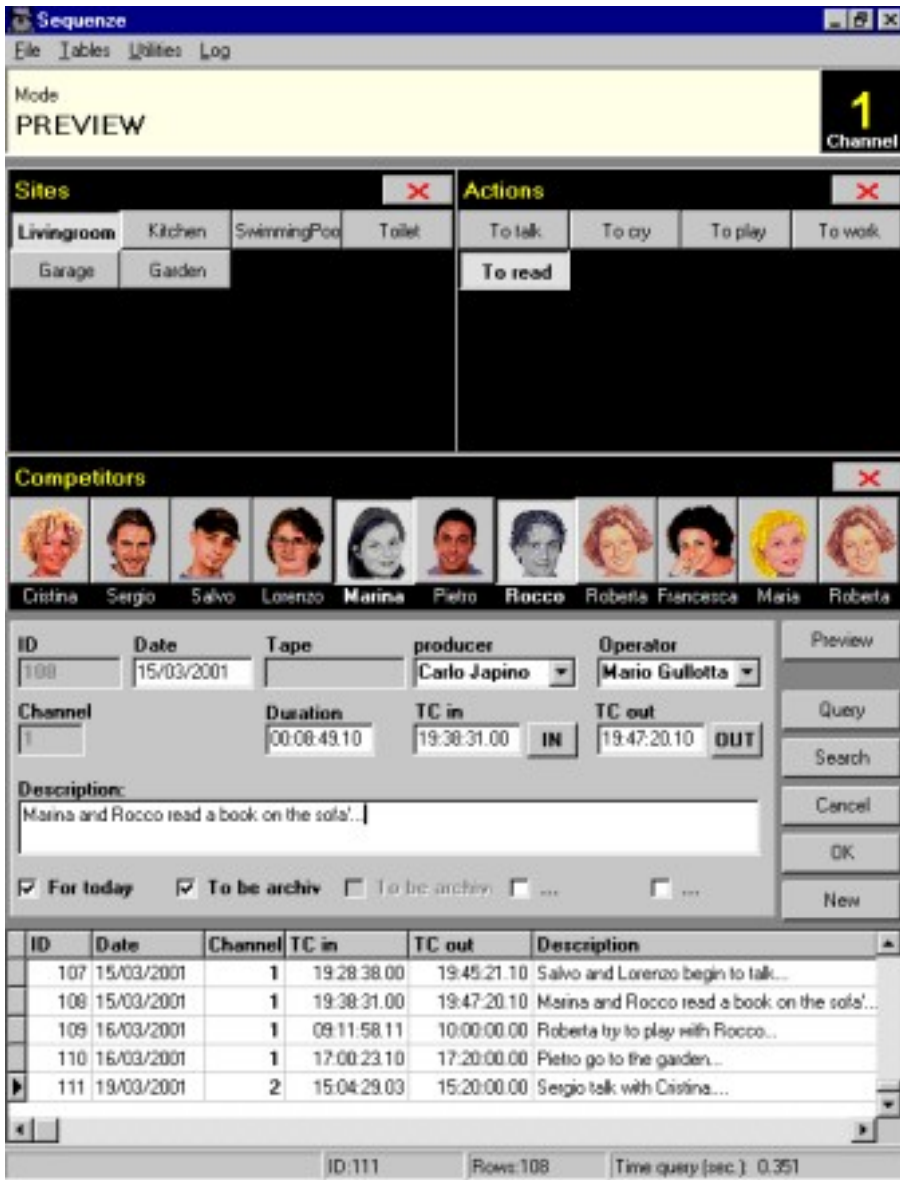 Sequenze
File Tables Utilities Log
Mode
PREVIEW
1
Channel
Sites
Actions
Livingroom Kitchen SwimmingPoo Toilet
To talk To cry To play To work
Garage Garden
To read
Competitors
Cristina Sergio Salvo Lorenzo Marina Pietro Rocco Roberta Francesca Maria Roberta
ID Date Tape producer Operator
Preview
108 15/03/2001 Carlo Japino Mario Gullotta
Channel Duration TC in TC out
Query
1 00:08:49.10 19:38:31.00 IN 19:47:20.10 OUT
Search
Description:
Cancel
Marina and Rocco read a book on the sofa'...
OK
For today To be archiv To be archiv ... ...
New
ID Date Channel TC in TC out Description
107 15/03/2001 1 19:28:38.00 19:45:21.10 Salvo and Lorenzo begin to talk...
108 15/03/2001 1 19:38:31.00 19:47:20.10 Marina and Rocco read a book on the sofa'...
109 16/03/2001 1 09:11:58.11 10:00:00.00 Roberta try to play with Rocco...
110 16/03/2001 1 17:00:23.10 17:20:00.00 Pietro go to the garden...
111 19/03/2001 2 15:04:29.03 15:20:00.00 Sergio talk with Cristina....
ID:111 Rows:108 Time query (sec.): 0.351